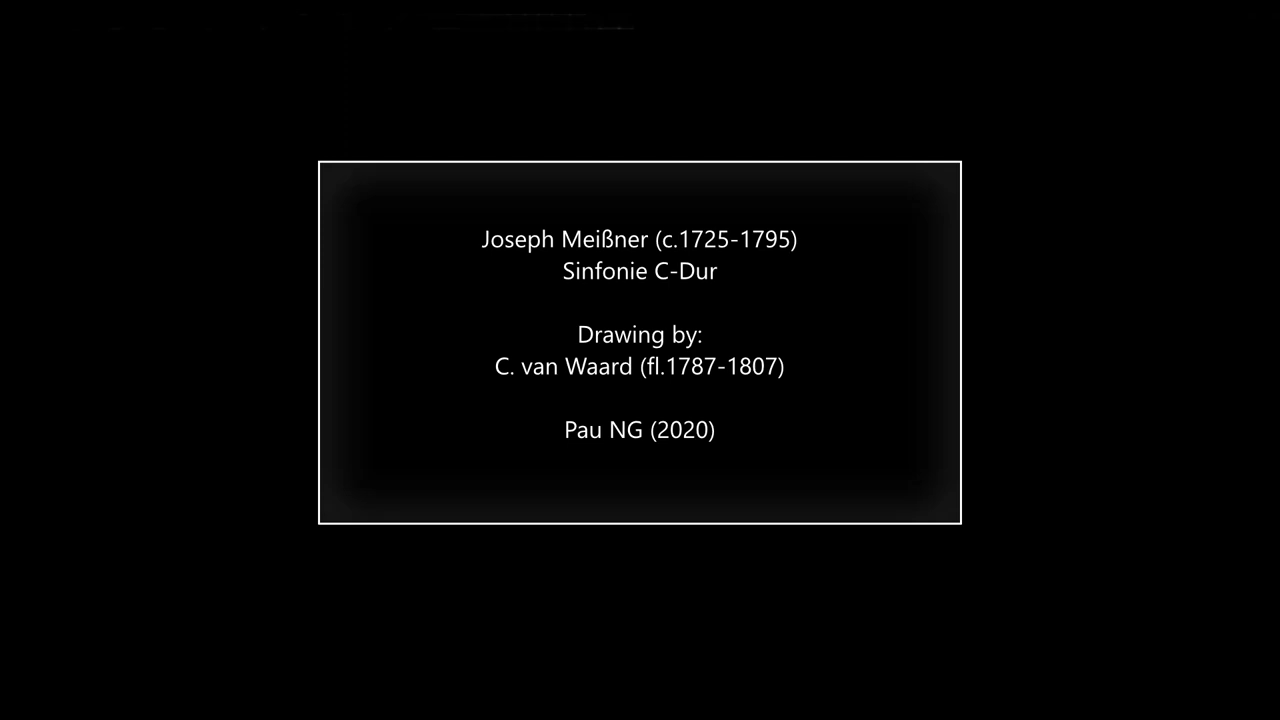 Joseph Meißner (c.1725-1795)
Sinfonie C-Dur
Drawing by:
C. van Waard (fl.1787-1807)
Pau NG (2020)